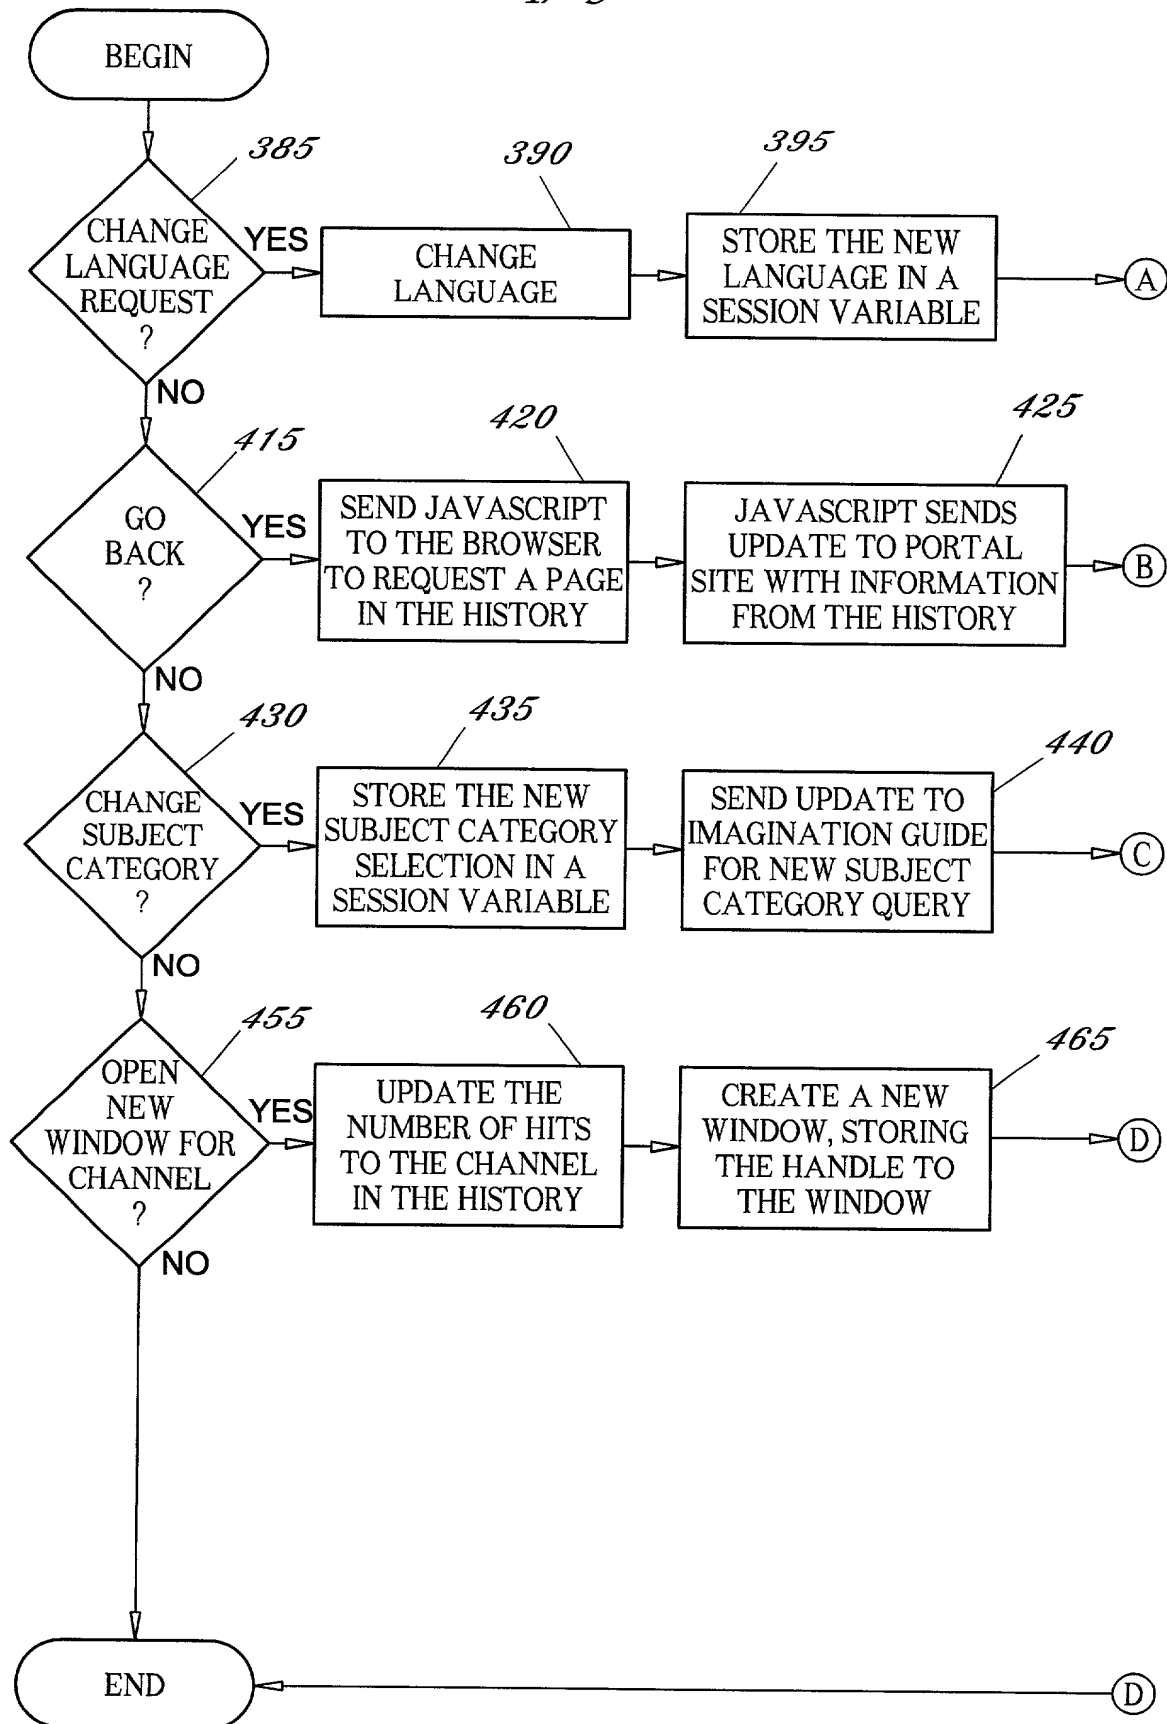 BEGIN
385
390
395
CHANGE
LANGUAGE
REQUEST
?
YES
CHANGE
LANGUAGE
STORE THE NEW
LANGUAGE IN A
SESSION VARIABLE
A
NO
415
420
425
GO
BACK
?
YES
SEND JAVASCRIPT
TO THE BROWSER
TO REQUEST A PAGE
IN THE HISTORY
JAVASCRIPT SENDS
UPDATE TO PORTAL
SITE WITH INFORMATION
FROM THE HISTORY
B
NO
430
435
440
CHANGE
SUBJECT
CATEGORY
?
YES
STORE THE NEW
SUBJECT CATEGORY
SELECTION IN A
SESSION VARIABLE
SEND UPDATE TO
IMAGINATION GUIDE
FOR NEW SUBJECT
CATEGORY QUERY
C
NO
455
460
465
OPEN
NEW
WINDOW FOR
CHANNEL
?
YES
UPDATE THE
NUMBER OF HITS
TO THE CHANNEL
IN THE HISTORY
CREATE A NEW
WINDOW, STORING
THE HANDLE TO
THE WINDOW
D
NO
END
D